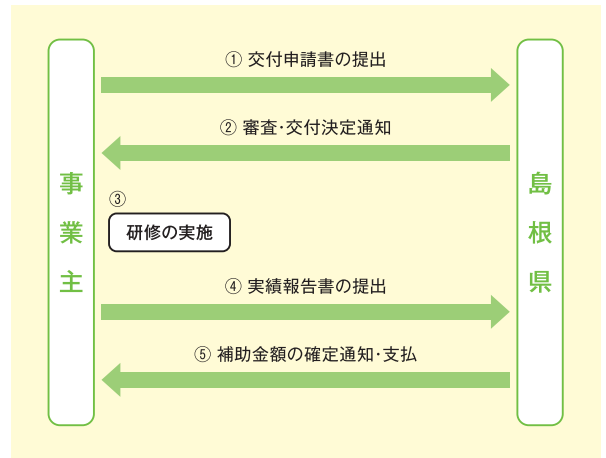 ① 交付申請書の提出
② 審査・交付決定通知
事業主
島根県
③
研修の実施
④ 実績報告書の提出
⑤ 補助金額の確定通知・支払